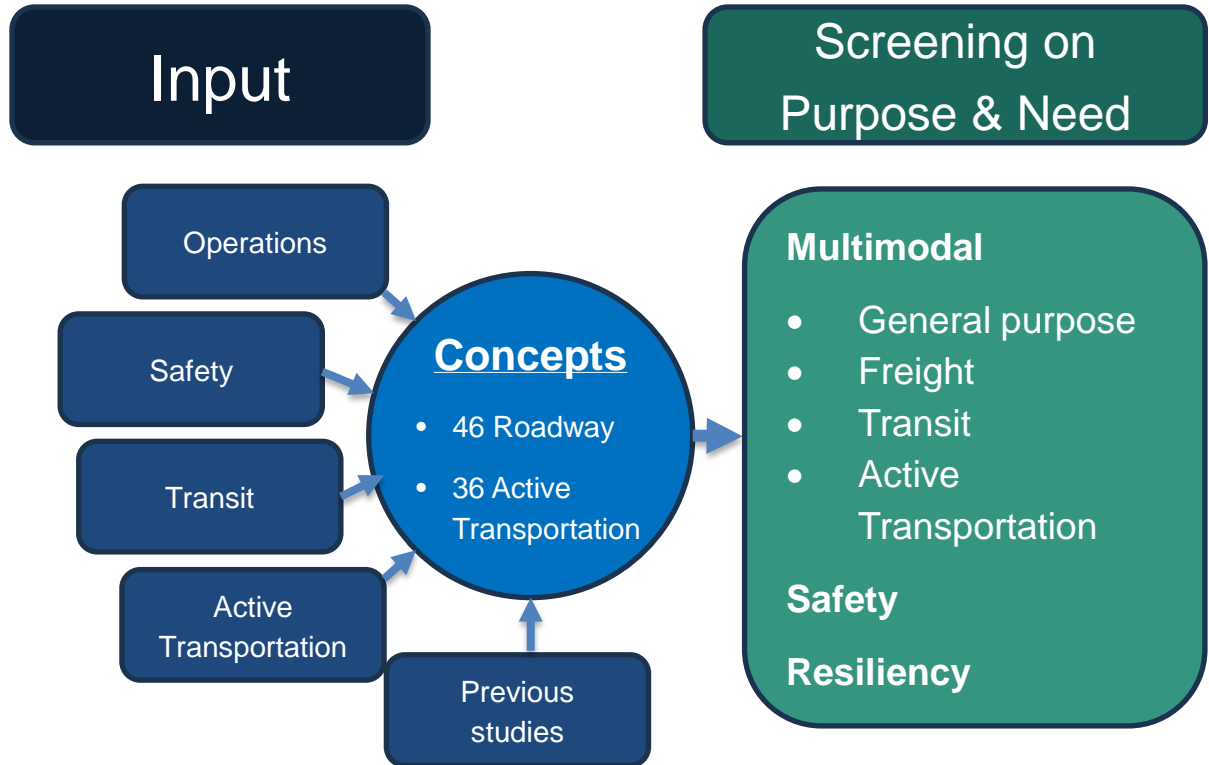 Input
Screening on
Purpose & Need
Operations
Safety
Transit
Active
Transportation
Previous
studies
Concepts
• 46 Roadway
• 36 Active
Transportation
Multimodal
• General purpose
• Freight
• Transit
• Active
Transportation
Safety
Resiliency